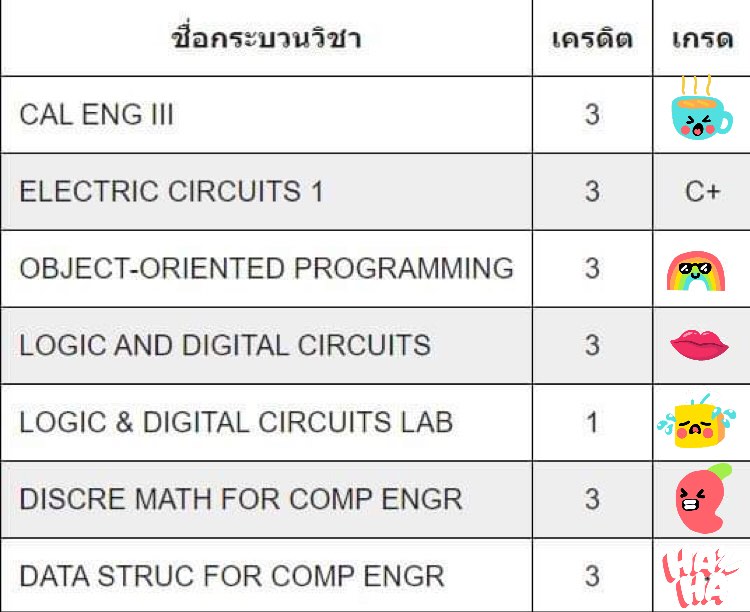 ชื่อกระบวนวิชา เครดิต เกรด
CAL ENG III 3
ELECTRIC CIRCUITS 1 3 C+
OBJECT-ORIENTED PROGRAMMING 3
LOGIC AND DIGITAL CIRCUITS 3
LOGIC & DIGITAL CIRCUITS LAB 1
DISCRE MATH FOR COMP ENGR 3
DATA STRUC FOR COMP ENGR 3 HA HA